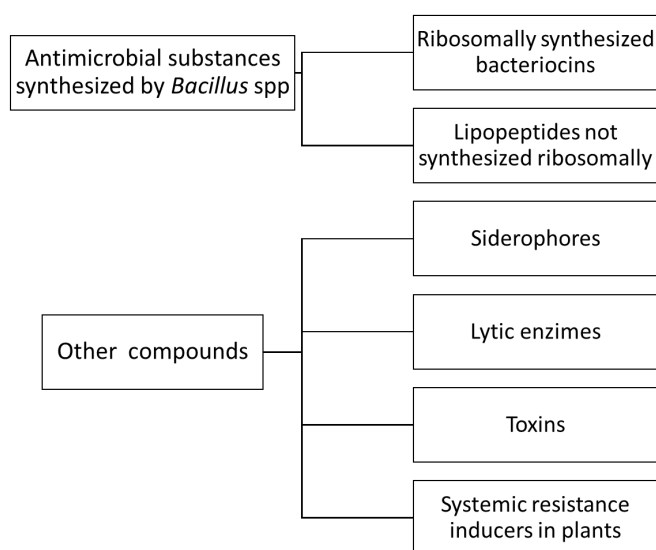 Antimicrobial substances
synthesized by Bacillus spp
Ribosomally synthesized
bacteriocins
Lipopeptides not
synthesized ribosomally
Other compounds
Siderophores
Lytic enzimes
Toxins
Systemic resistance
inducers in plants